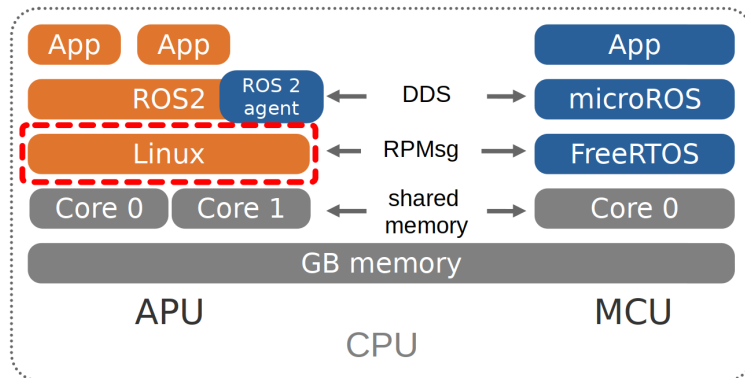 App App App
ROS2 ROS 2
agent DDS microROS
Linux RPMsg FreeRTOS
Core 0 Core 1 shared
memory Core 0
GB memory
APU MCU
CPU